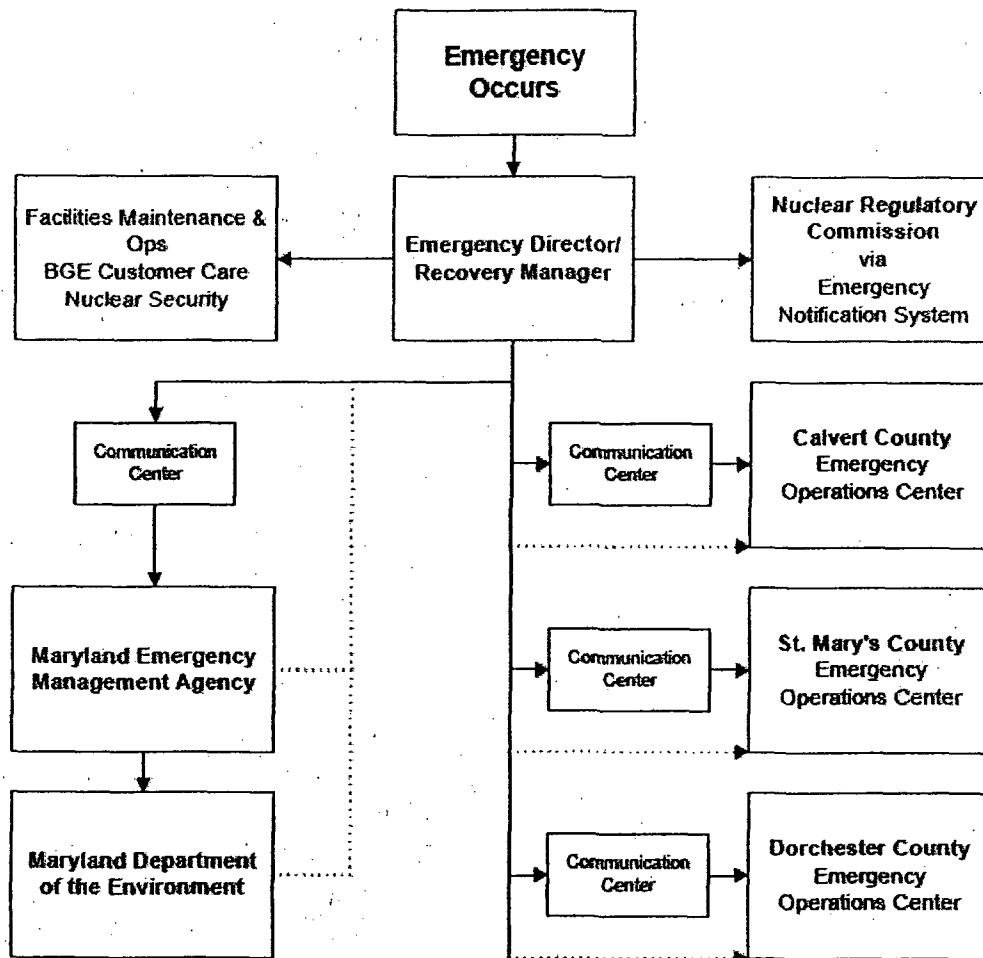 Emergency
Occurs
Facilities Maintenance &
Ops
BGE Customer Care
Nuclear Security
Emergency Director/
Recovery Manager
Nuclear Regulatory
Commission
via
Emergency
Notification System
Communication
Center
Communication
Center
Calvert County
Emergency
Operations Center
Maryland Emergency
Management Agency
Communication
Center
St. Mary's County
Emergency
Operations Center
Maryland Department
of the Environment
Communication
Center
Dorchester County
Emergency
Operations Center